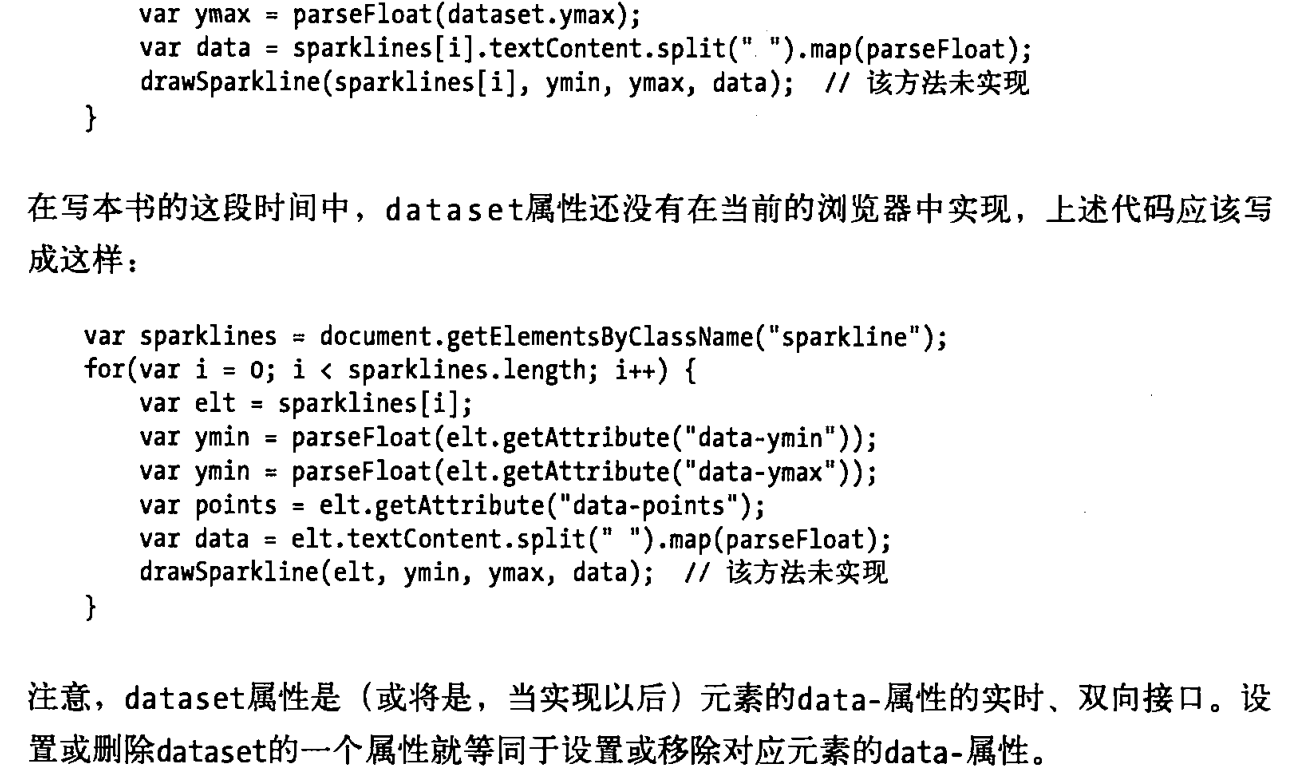 var ymax = parseFloat(dataset.ymax);
var data = sparklines[i].textContent.split(" ").map(parseFloat);
drawSparkline(sparklines[i], ymin, ymax, data); // 该方法未实现
}
在写本书的这段时间中，dataset属性还没有在当前的浏览器中实现，上述代码应该写
成这样：
var sparklines = document.getElementsByClassName("sparkline");
for(var i = 0; i < sparklines.length; i++) {
var elt = sparklines[i];
var ymin = parseFloat(elt.getAttribute("data-ymin"));
var ymin = parseFloat(elt.getAttribute("data-ymax"));
var points = elt.getAttribute("data-points");
var data = elt.textContent.split(" ").map(parseFloat);
drawSparkline(elt, ymin, ymax, data); // 该方法未实现
}
注意，dataset属性是（或将是，当实现以后）元素的data-属性的实时、双向接口。设
置或删除dataset的一个属性就等同于设置或移除对应元素的data-属性。